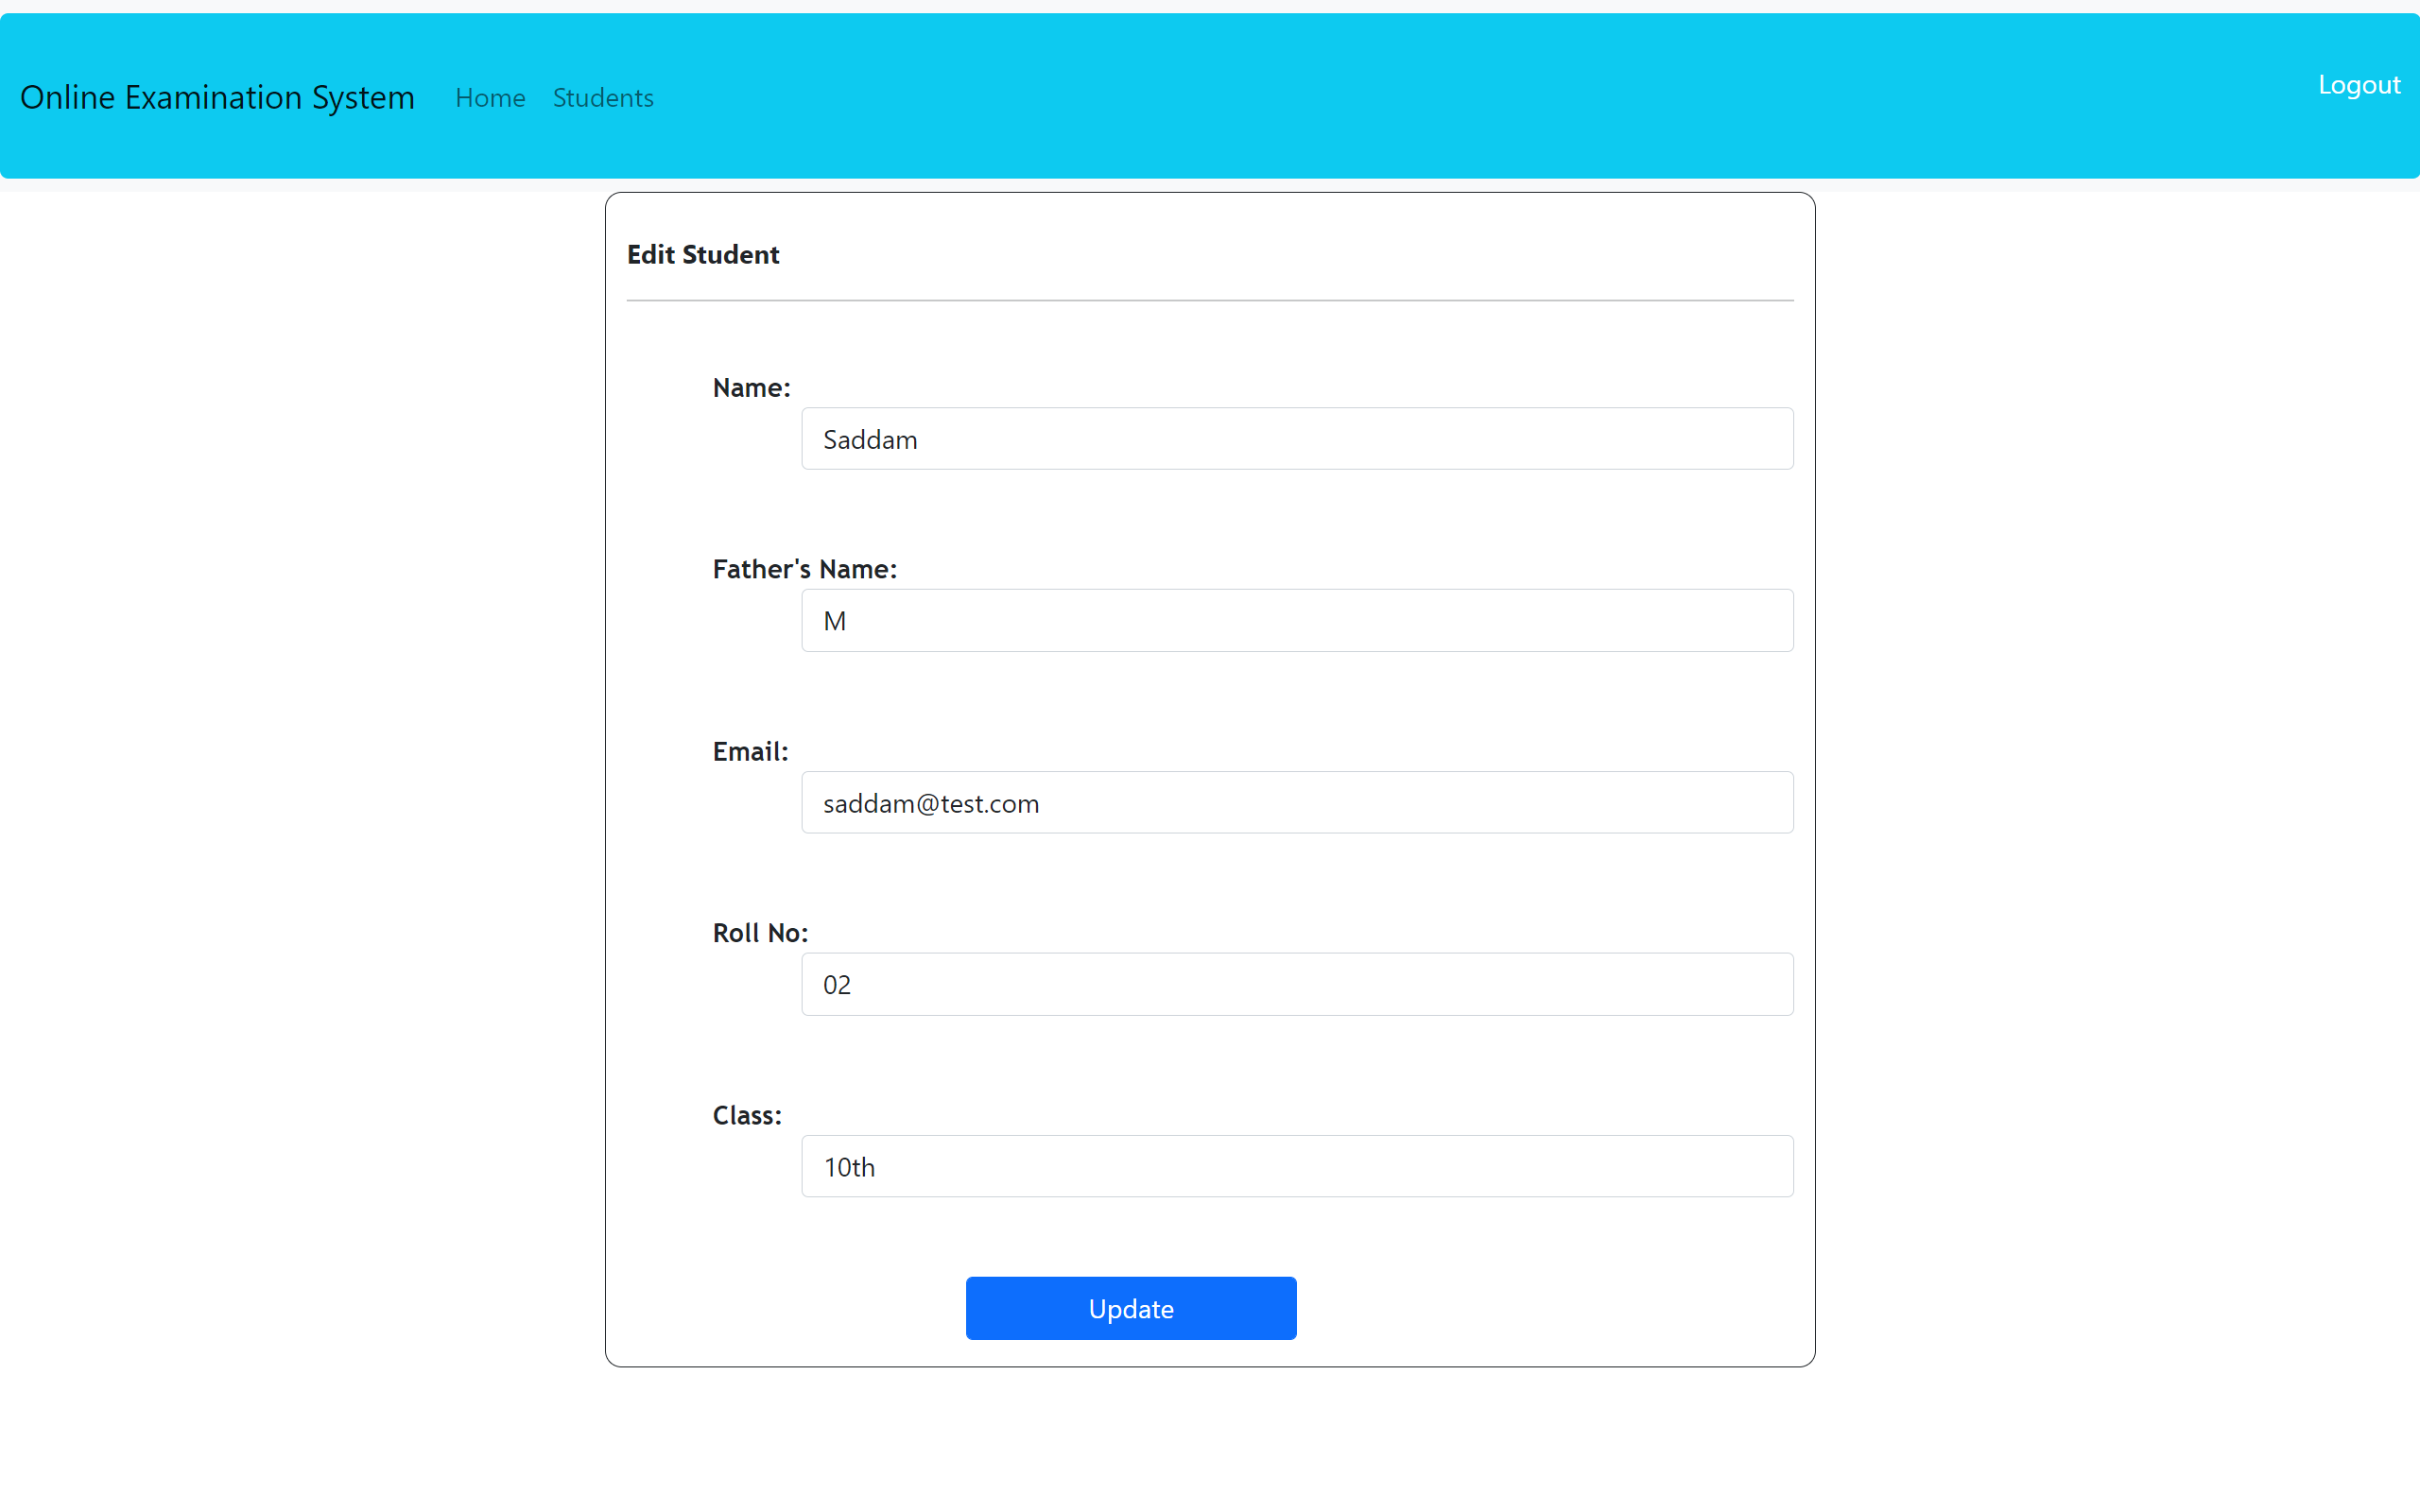 Online Examination System Home Students Logout
Edit Student
Name:
Saddam
Father's Name:
M
Email:
saddam@test.com
Roll No:
02
Class:
10th
Update